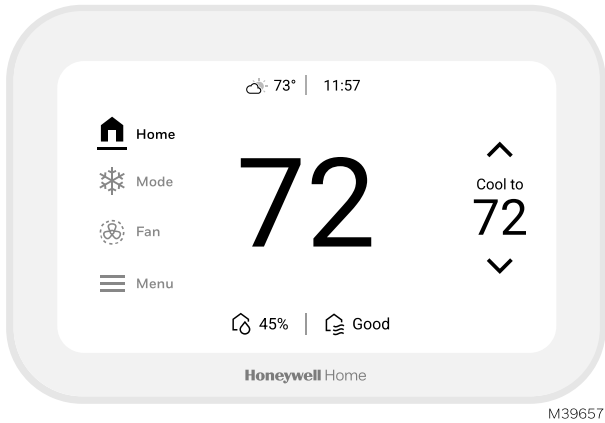 73° 11:57
Home
Mode
Fan
Menu
72
Cool to
72
45% Good
Honeywell Home
M39657